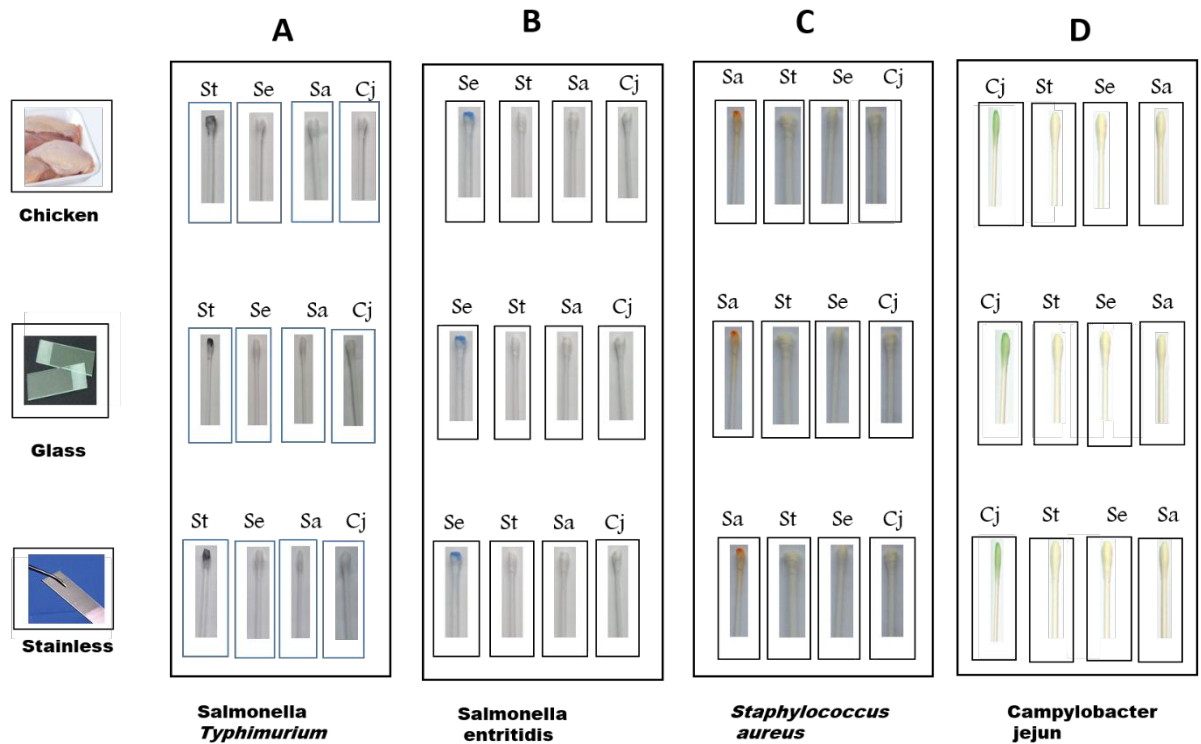 A B C D
St Se Sa Cj Se St Sa Cj Sa St Se Cj Cj St Se Sa
Chicken
St Se Sa Cj Se St Sa Cj Sa St Se Cj Cj St Se Sa
Glass
St Se Sa Cj Se St Sa Cj Sa St Se Cj Cj St Se Sa
Stainless
Salmonella
Typhimurium
Salmonella
entritidis
Staphylococcus
aureus
Campylobacter
jejun